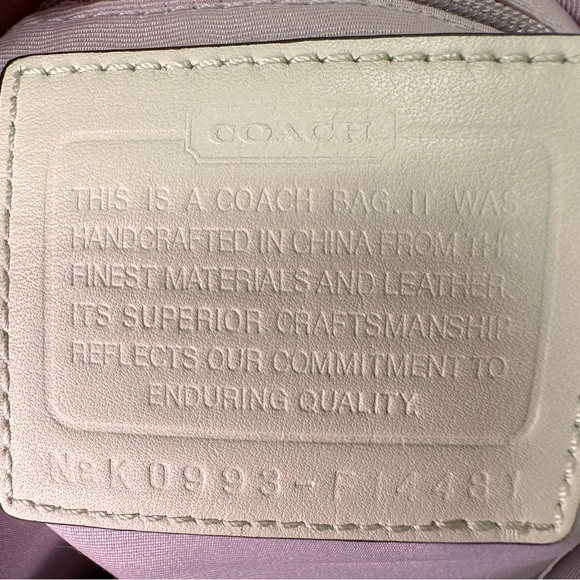 COACH
THIS IS A COACH BAG. IT WAS
HANDCRAFTED IN CHINA FROM THE
FINEST MATERIALS AND LEATHER.
ITS SUPERIOR CRAFTSMANSHIP
REFLECTS OUR COMMITMENT TO
ENDURING QUALITY.
No K0993-F14481